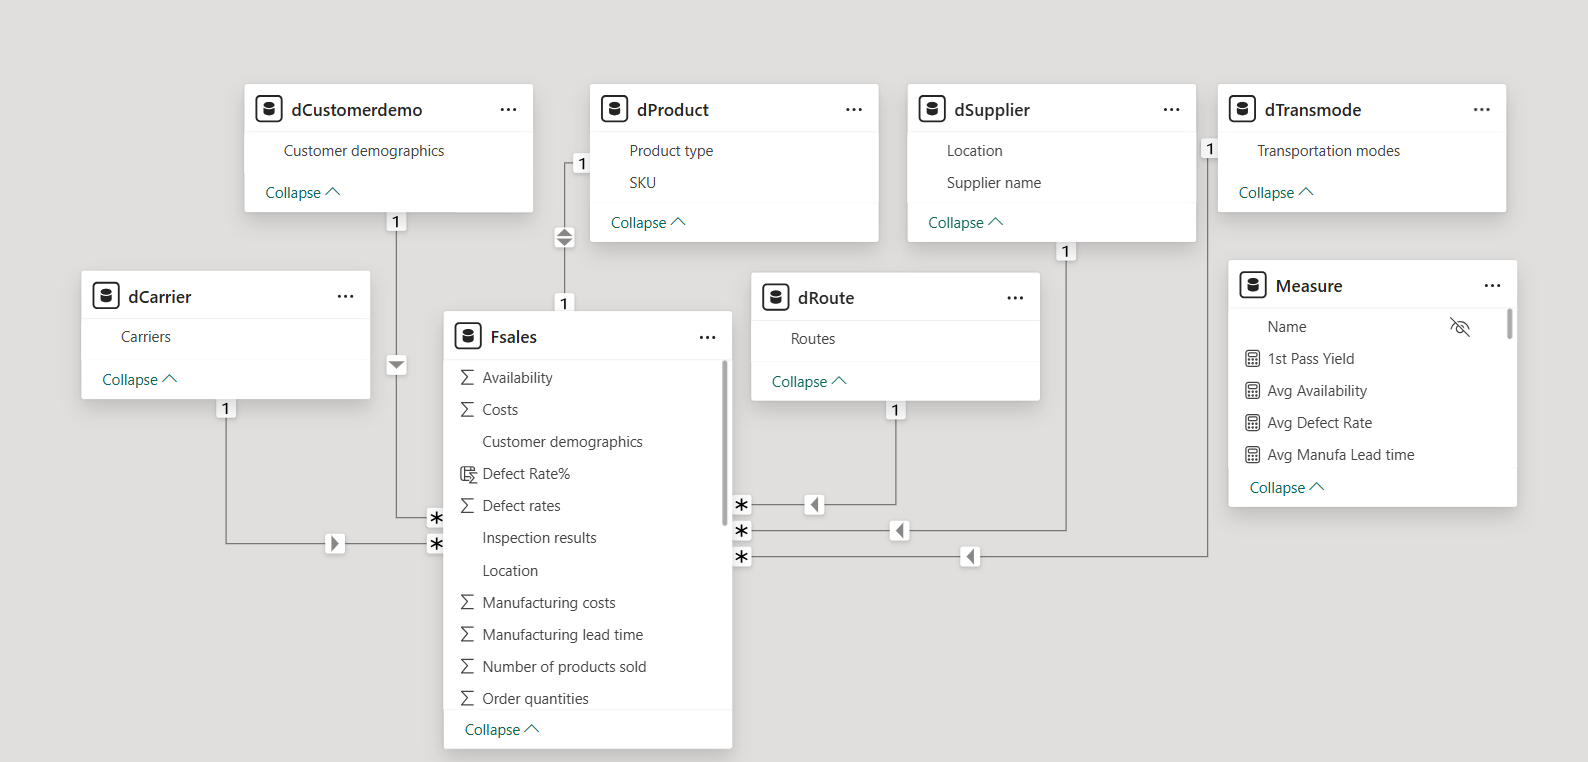 dCustomerdemo
Customer demographics
Collapse
1
dProduct
Product type
SKU
Collapse
1
1
dSupplier
Location
Supplier name
Collapse
1
dTransmode
Transportation modes
Collapse
1
dCarrier
Carriers
Collapse
1
Fsales
Availability
Costs
Customer demographics
Defect Rate%
Defect rates
Inspection results
Location
Manufacturing costs
Manufacturing lead time
Number of products sold
Order quantities
Collapse
*
*
*
*
*
dRoute
Routes
Collapse
1
Measure
Name
1st Pass Yield
Avg Availability
Avg Defect Rate
Avg Manufa Lead time
Collapse